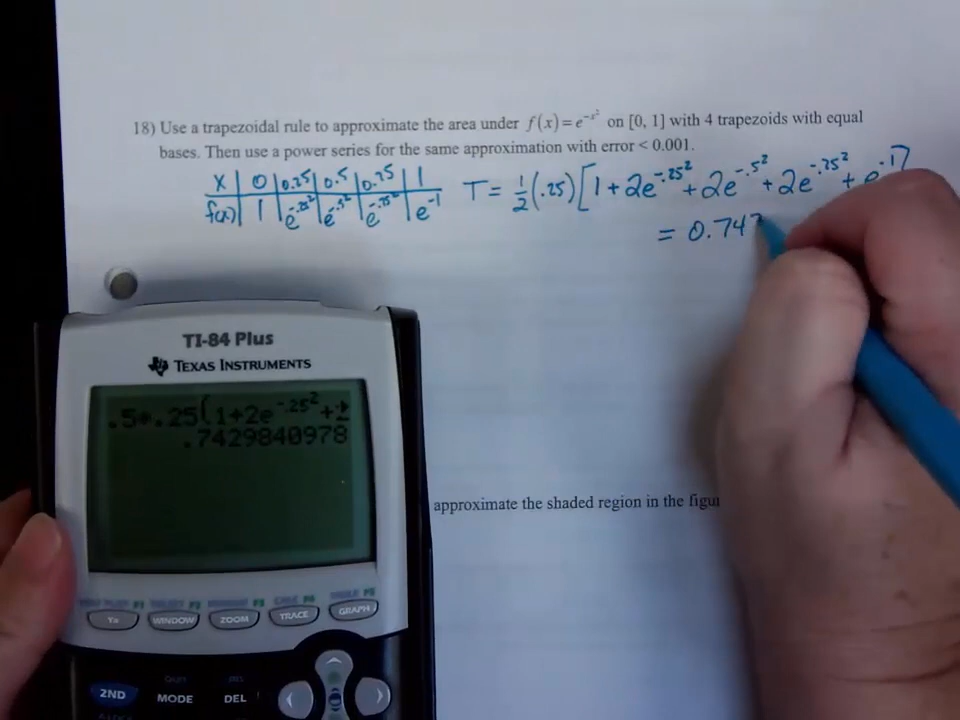 18) Use a trapezoidal rule to approximate the area under f(x) = e^{-x²} on [0, 1] with 4 trapezoids with equal
bases. Then use a power series for the same approximation with error < 0.001.
x | 0 | 0.25 | 0.5 | 0.75 | 1
f(x) | 1 | e^{-.25²} | e^{-.5²} | e^{-.75²} | e^{-1}
T = 1/2 (.25) [1 + 2e^{-.25²} + 2e^{-.5²} + 2e^{-.75²} + e^{-1}]
= 0.74
TI-84 Plus
TEXAS INSTRUMENTS
.5*.25(1+2e^{-.25²}+2
.7429840978
approximate the shaded region in the figu
Y= WINDOW ZOOM TRACE GRAPH
2ND MODE DEL